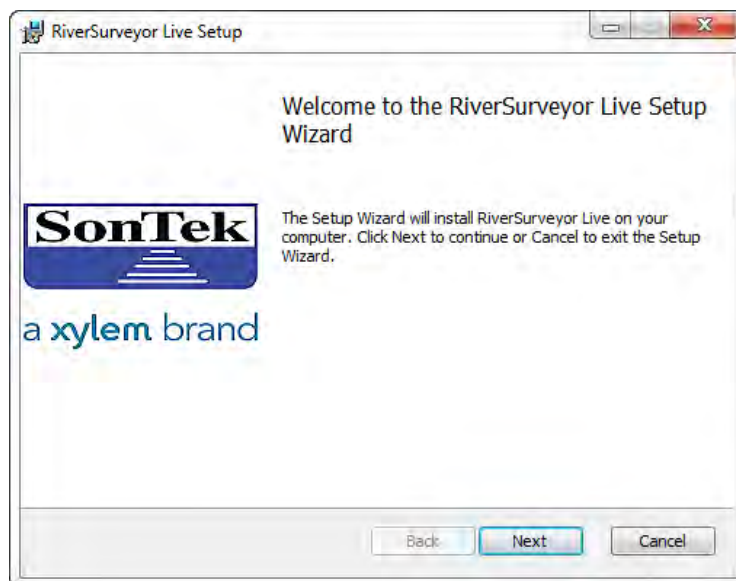 RiverSurveyor Live Setup
Welcome to the RiverSurveyor Live Setup
Wizard
SonTek
a xylem brand
The Setup Wizard will install RiverSurveyor Live on your
computer. Click Next to continue or Cancel to exit the Setup
Wizard.
Back
Next
Cancel